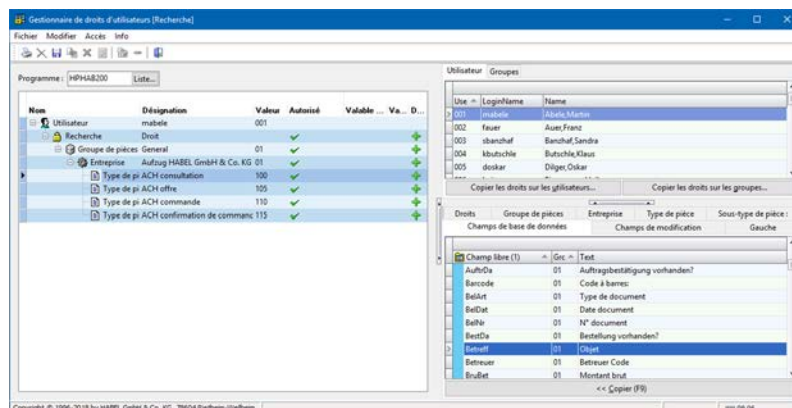 Gestionnaire de droits d'utilisateurs [Recherche]
Fichier Modifier Accès Info
Programme : HPHAB200 Liste...
Nom Désignation Valeur Autorisé Valable ... Va... D...
Utilisateur mabele 001
Recherche Droit
Groupe de pièces General 01
Entreprise Aufzug HABEL GmbH & Co. KG 01
Type de pi ACH consultation 100
Type de pi ACH offre 105
Type de pi ACH commande 110
Type de pi ACH confirmation de commanc 115
Utilisateur Groupes
Use LoginName Name
001 mabele Abele,Martin
002 fauer Auer,Franz
003 sbanzhaf Banzhaf,Sandra
004 kbutschle Butschle,Klaus
005 doskar Dilger,Oskar
Copier les droits sur les utilisateurs... Copier les droits sur les groupes...
Droits Groupe de pièces Entreprise Type de pièce Sous-type de pièce
Champs de base de données Champs de modification Gauche
Champ libre (1) Grc Text
AuftrDa 01 Auftragsbestätigung vorhanden?
Barcode 01 Code à barres:
BelArt 01 Type de document
BelDat 01 Date document
BelNr 01 N° document
BestDa 01 Bestellung vorhanden?
Betreff 01 Objet
Betreuer 01 Betreuer Code
BruBet 01 Montant brut
<< Copier (F9)